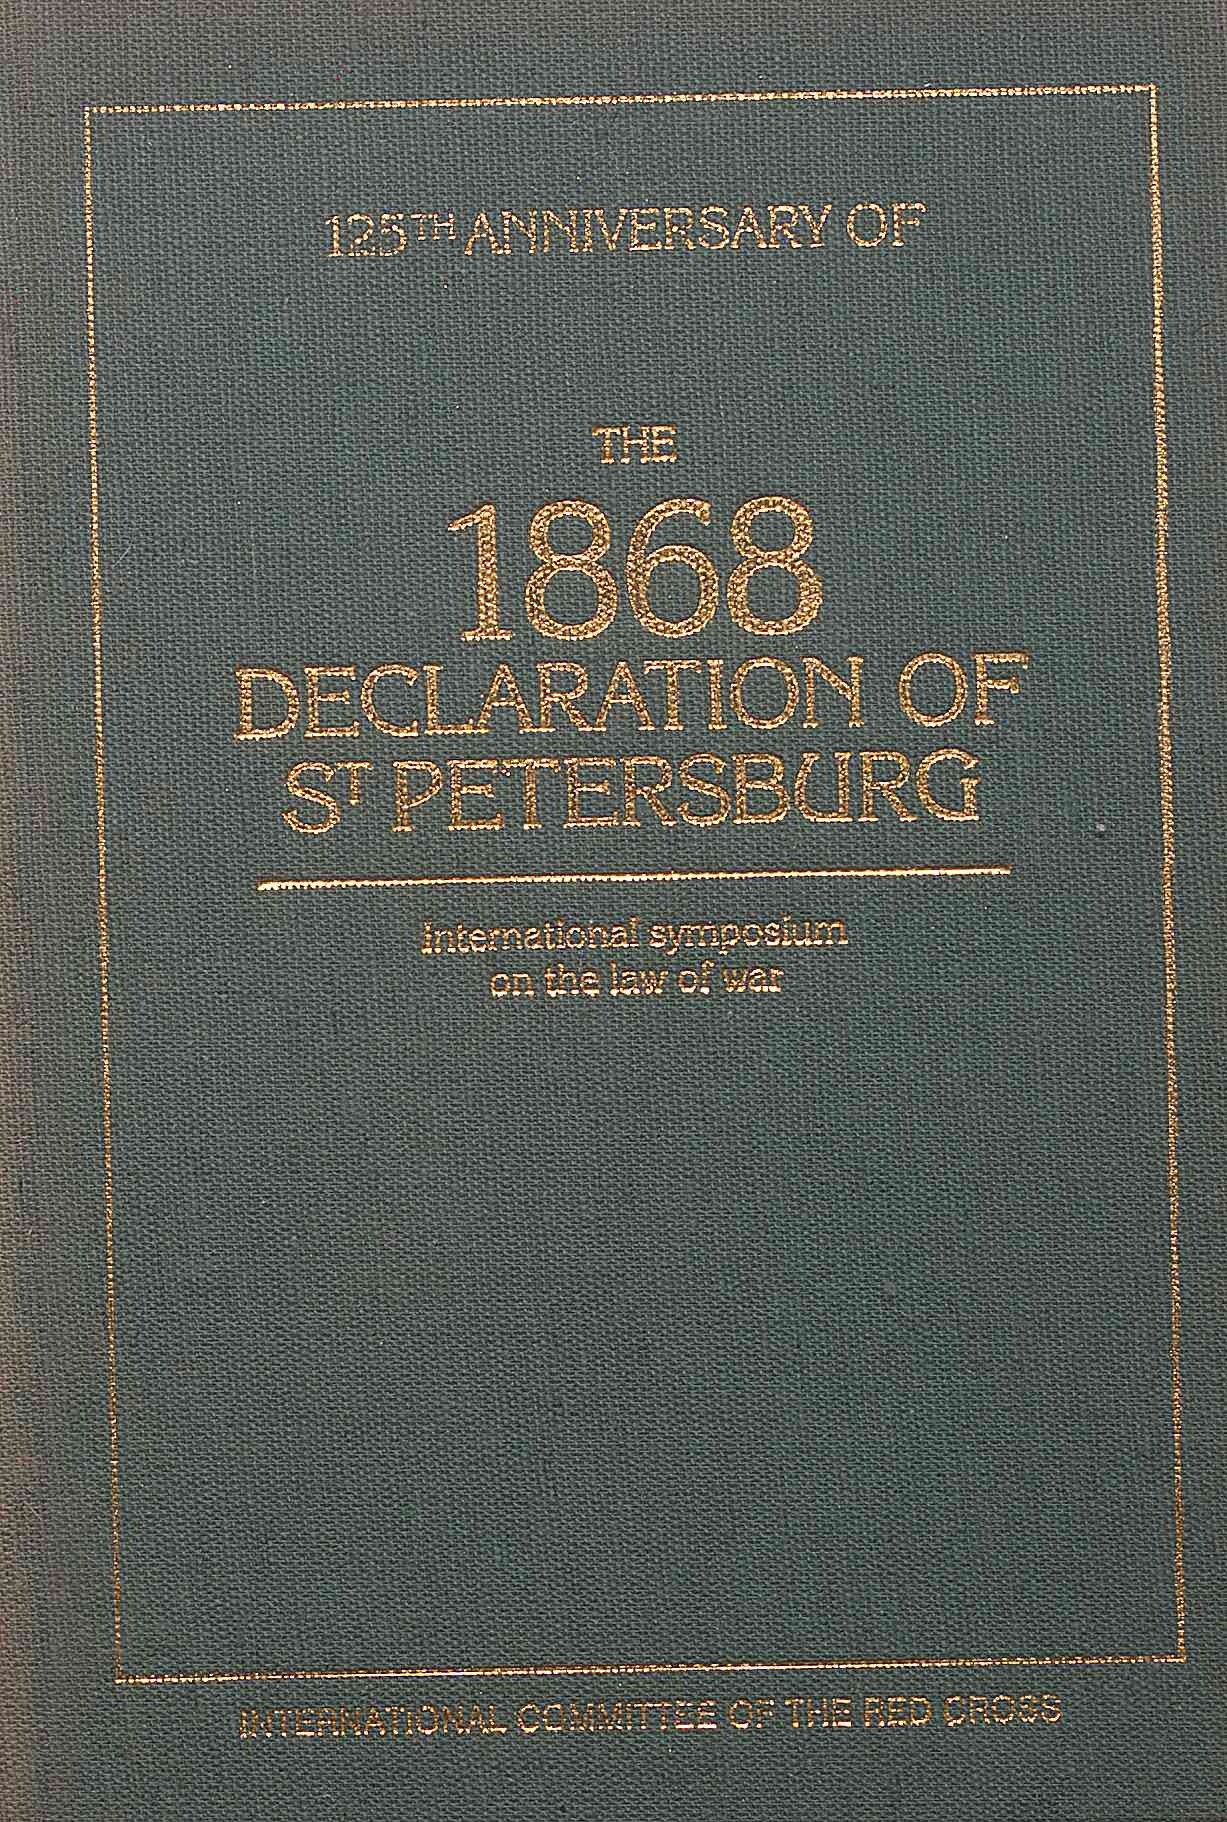 125TH ANNIVERSARY OF
THE
1868
DECLARATION OF
ST PETERSBURG
International symposium
on the law of war
INTERNATIONAL COMMITTEE OF THE RED CROSS